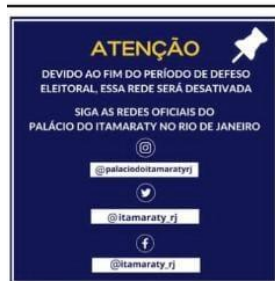 ATENÇÃO
DEVIDO AO FIM DO PERÍODO DE DEFESO
ELEITORAL, ESSA REDE SERÁ DESATIVADA
SIGA AS REDES OFICIAIS DO
PALÁCIO DO ITAMARATY NO RIO DE JANEIRO
@palaciodoitamaratyrj
@itamaraty_rj
@itamaraty_rj